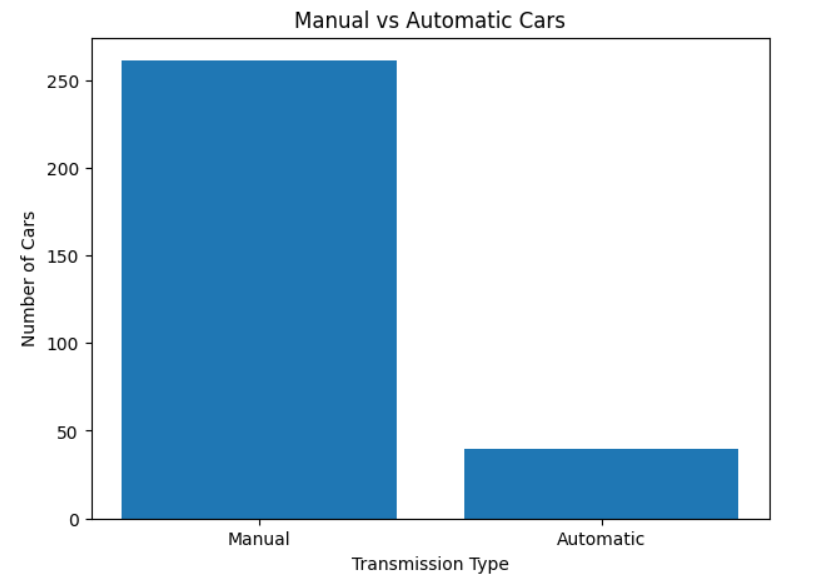 Manual vs Automatic Cars
250
200
150
100
50
0
Number of Cars
Manual Automatic
Transmission Type